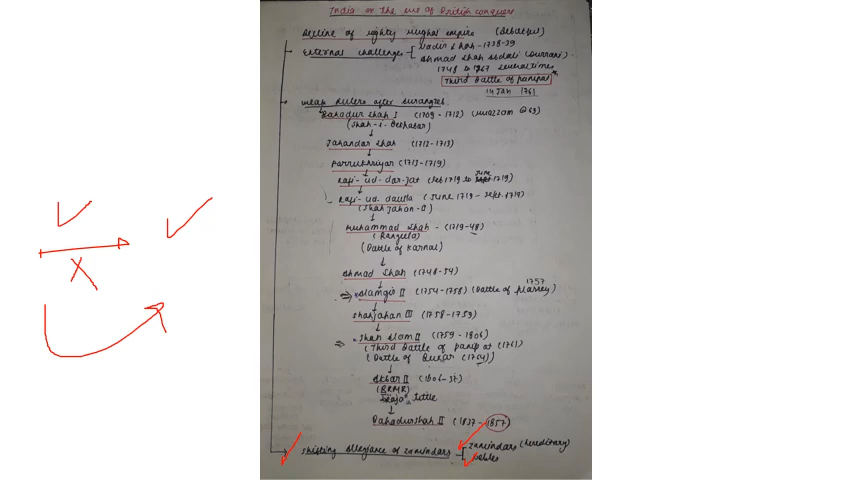 India on the eve of British conquest
Decline of mighty mughal empire (debateful)
External challenges - Nadir Shah - 1738-39
Ahmad Shah Abdali (Durrani) -
1748 to 1767 several times
Third Battle of panipat
14 Jan 1761
weak rulers after Aurangzeb
Bahadur Shah I (1709 - 1712) (muazzam @ 63)
(Shah-i-Bekhabar)
Jahandar Shah (1712 - 1713)
Farrukhsiyar (1713 - 1719)
Rafi-ud-dar-jat (Feb 1719 to June 1719)
Rafi-ud-daulla (June 1719 - Sept. 1719)
(Shah Jahan-II)
Muhammad Shah - (1719-48)
(Rangeela)
(Battle of Karnal)
Ahmad Shah (1748-54)
Alamgir II (1754 - 1758) (Battle of plassey) 1757
Shahjahan III (1758 - 1759)
Shah Alam II (1759 - 1806)
(Third Battle of panipat (1761)
(Battle of Buxar (1764))
Akbar II (1806-37)
"Raja" title
Bahadurshah II (1837 - 1857)
Shifting allegiance of zamindars - zamindars (hereditary)
Nobles